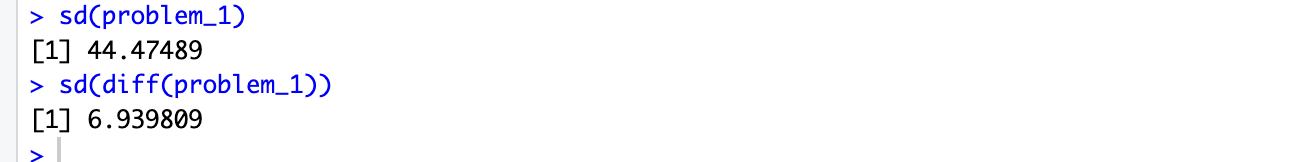 > sd(problem_1)
[1] 44.47489
> sd(diff(problem_1))
[1] 6.939809
>